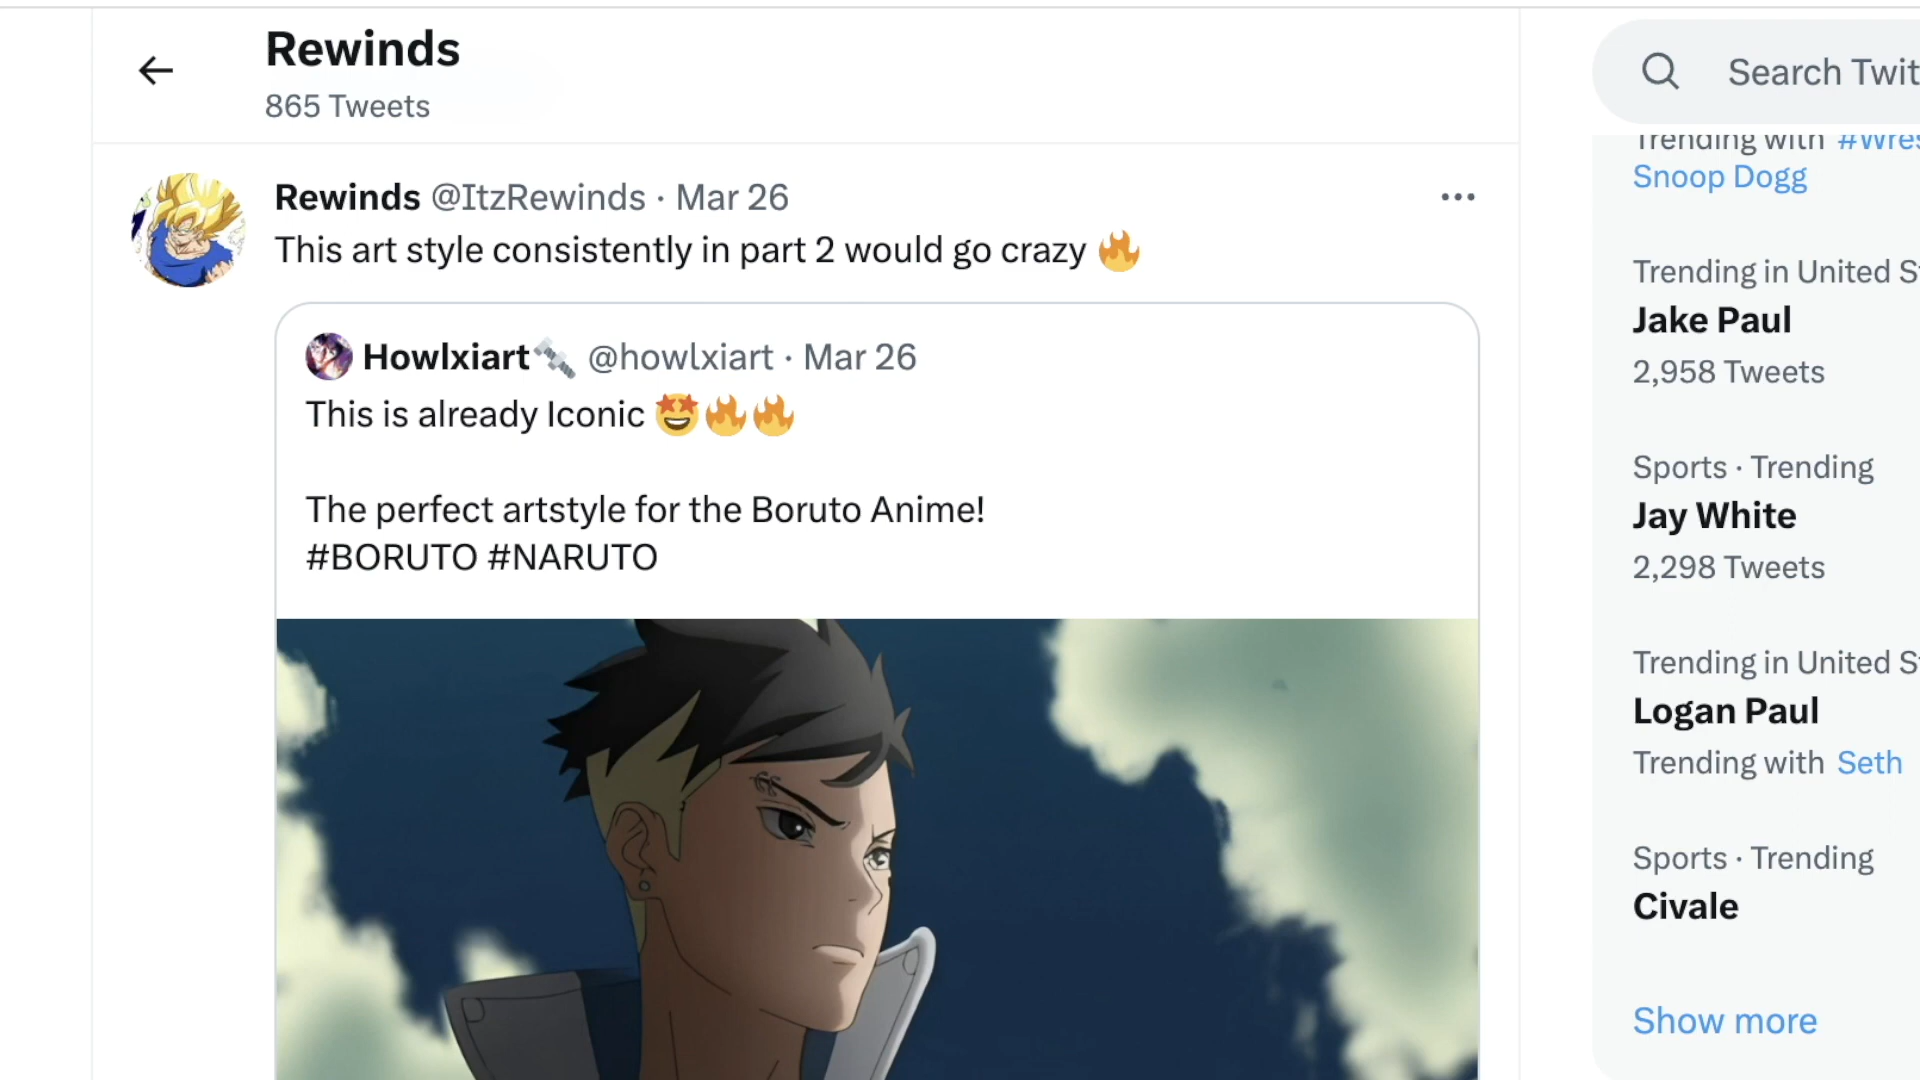 Rewinds
865 Tweets
Rewinds @ItzRewinds · Mar 26
This art style consistently in part 2 would go crazy 🔥
Howlxiart🔩 @howlxiart · Mar 26
This is already Iconic 🤩🔥🔥
The perfect artstyle for the Boruto Anime!
#BORUTO #NARUTO
Search Twit
Trending with #Wres
Snoop Dogg
Trending in United S
Jake Paul
2,958 Tweets
Sports · Trending
Jay White
2,298 Tweets
Trending in United S
Logan Paul
Trending with Seth
Sports · Trending
Civale
Show more